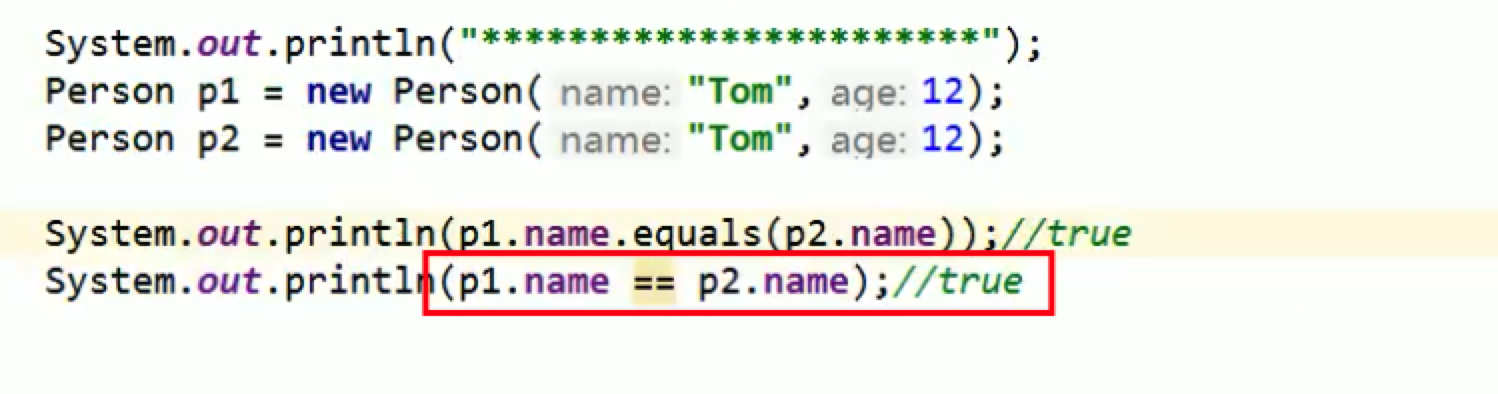 System.out.println("***********************");
Person p1 = new Person( name: "Tom", age: 12);
Person p2 = new Person( name: "Tom", age: 12);
System.out.println(p1.name.equals(p2.name));//true
System.out.println(p1.name == p2.name);//true